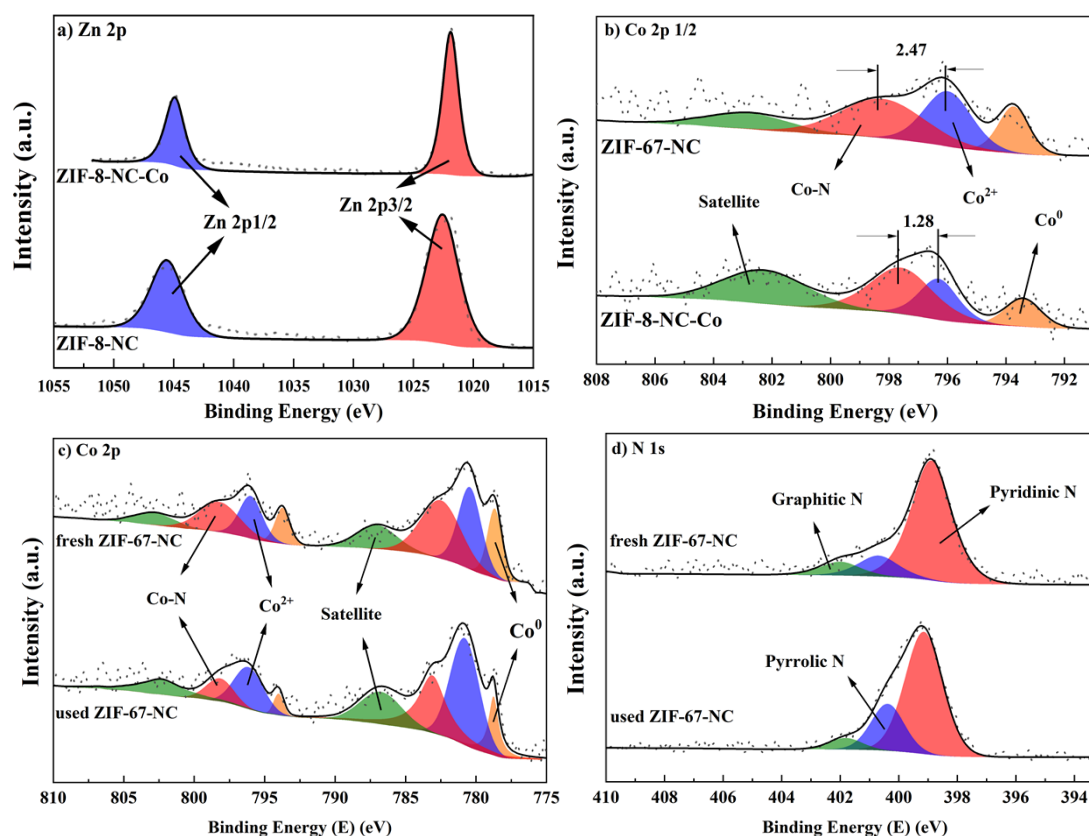 a) Zn 2p
ZIF-8-NC-Co
Zn 2p1/2
Zn 2p3/2
ZIF-8-NC
Intensity (a.u.)
1055 1050 1045 1040 1035 1030 1025 1020 1015
Binding Energy (eV)
b) Co 2p 1/2
2.47
ZIF-67-NC
Co-N
Co²⁺
Satellite
1.28
Co⁰
ZIF-8-NC-Co
Intensity (a.u.)
808 806 804 802 800 798 796 794 792
Binding Energy (eV)
c) Co 2p
fresh ZIF-67-NC
Co-N
Co²⁺
Satellite
Co⁰
used ZIF-67-NC
Intensity (a.u.)
810 805 800 795 790 785 780 775
Binding Energy (E) (eV)
d) N 1s
Graphitic N
Pyridinic N
fresh ZIF-67-NC
Pyrrolic N
used ZIF-67-NC
Intensity (a.u.)
410 408 406 404 402 400 398 396 394
Binding Energy (E) (eV)